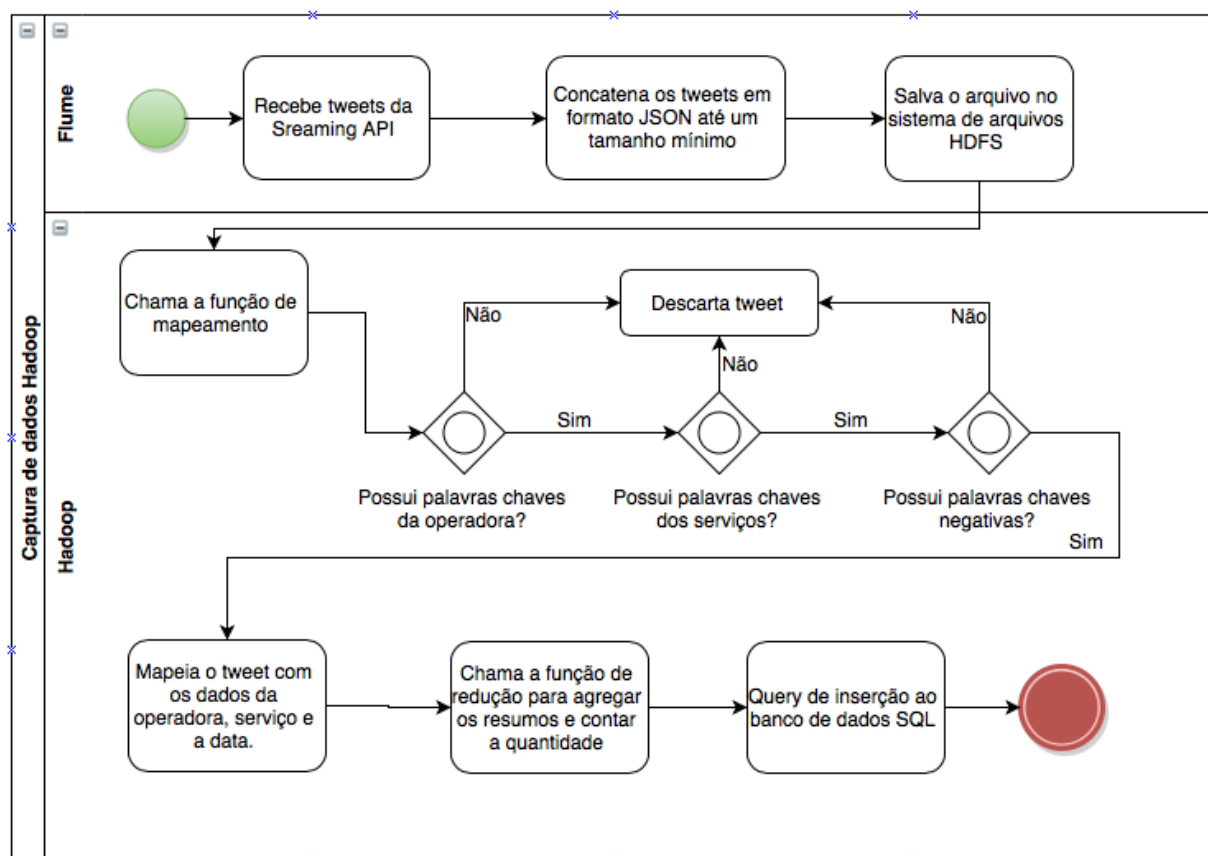 Captura de dados Hadoop
Flume
Recebe tweets da
Sreaming API
Concatena os tweets em
formato JSON até um
tamanho mínimo
Salva o arquivo no
sistema de arquivos
HDFS
Hadoop
Chama a função de
mapeamento
Descarta tweet
Não
Não
Não
Sim
Sim
Possui palavras chaves
da operadora?
Possui palavras chaves
dos serviços?
Possui palavras chaves
negativas?
Sim
Mapeia o tweet com
os dados da
operadora, serviço e
a data.
Chama a função de
redução para agregar
os resumos e contar
a quantidade
Query de inserção ao
banco de dados SQL